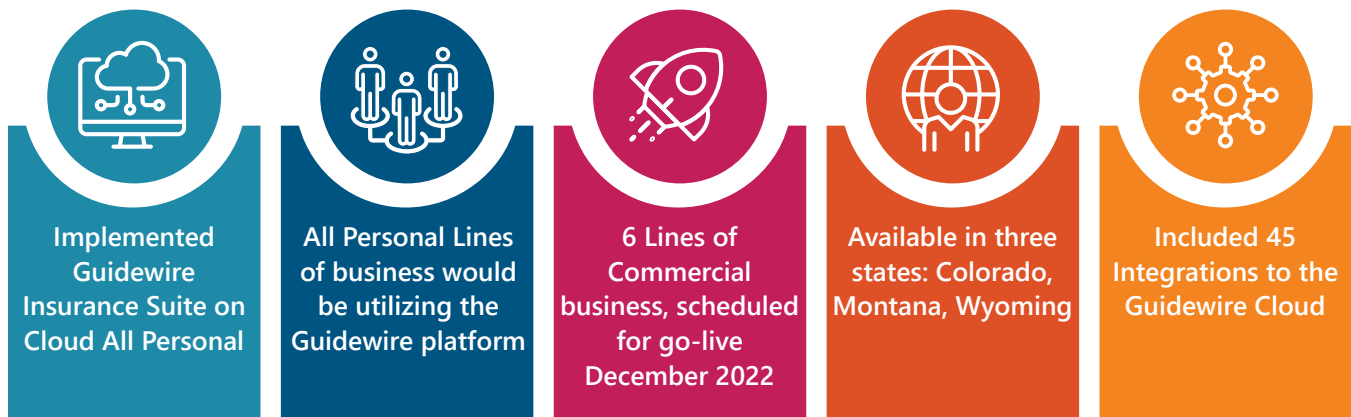 Implemented
Guidewire
Insurance Suite on
Cloud All Personal
All Personal Lines
of business would
be utilizing the
Guidewire platform
6 Lines of
Commercial
business, scheduled
for go-live
December 2022
Available in three
states: Colorado,
Montana, Wyoming
Included 45
Integrations to the
Guidewire Cloud